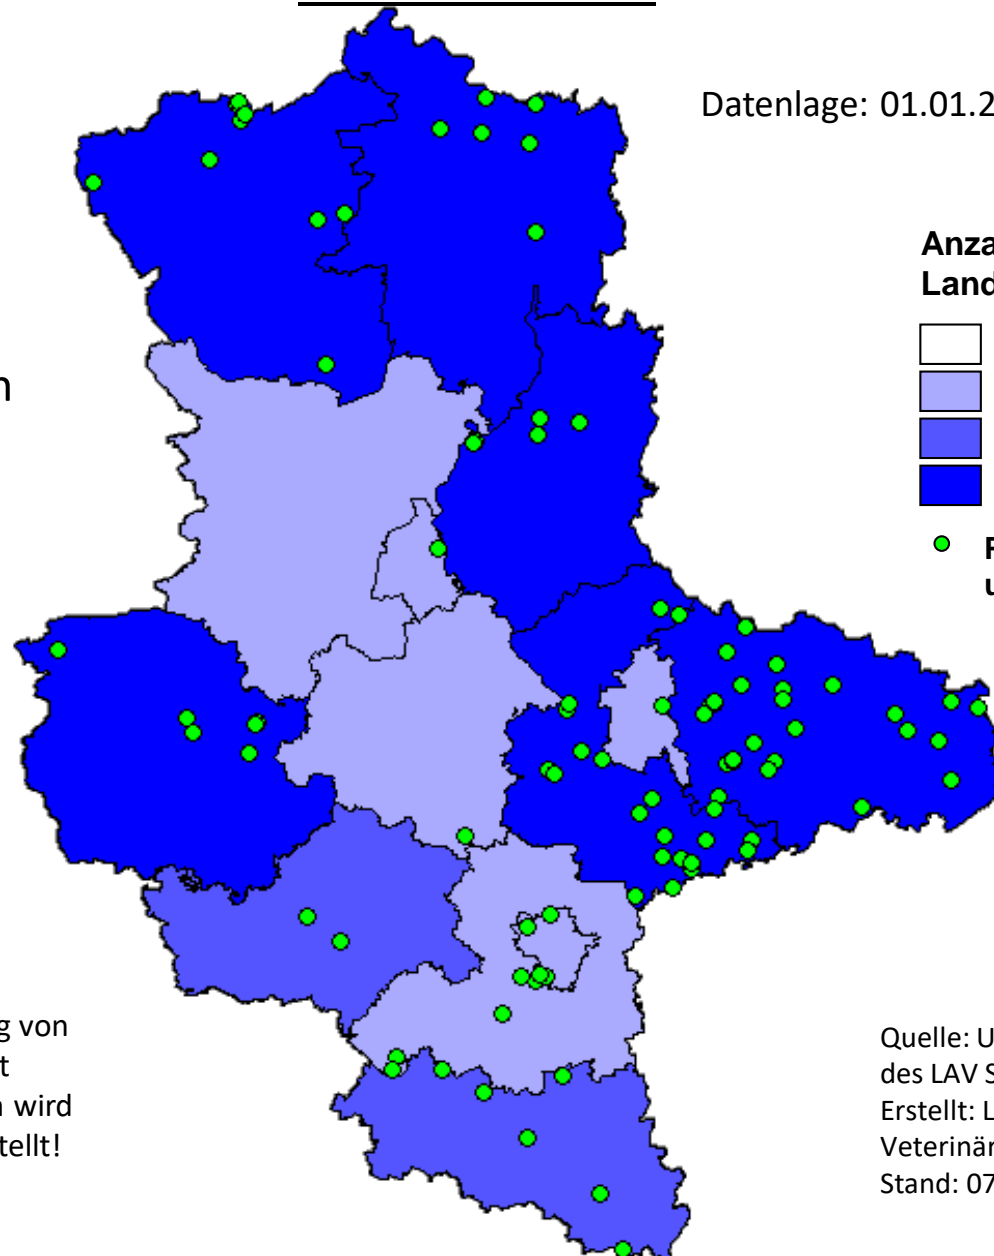 Datenlage: 01.01.2
Anza
Land
n
F
u
g von
t
n wird
tellt!
Quelle: U
des LAV S
Erstellt: L
Veterinär
Stand: 07